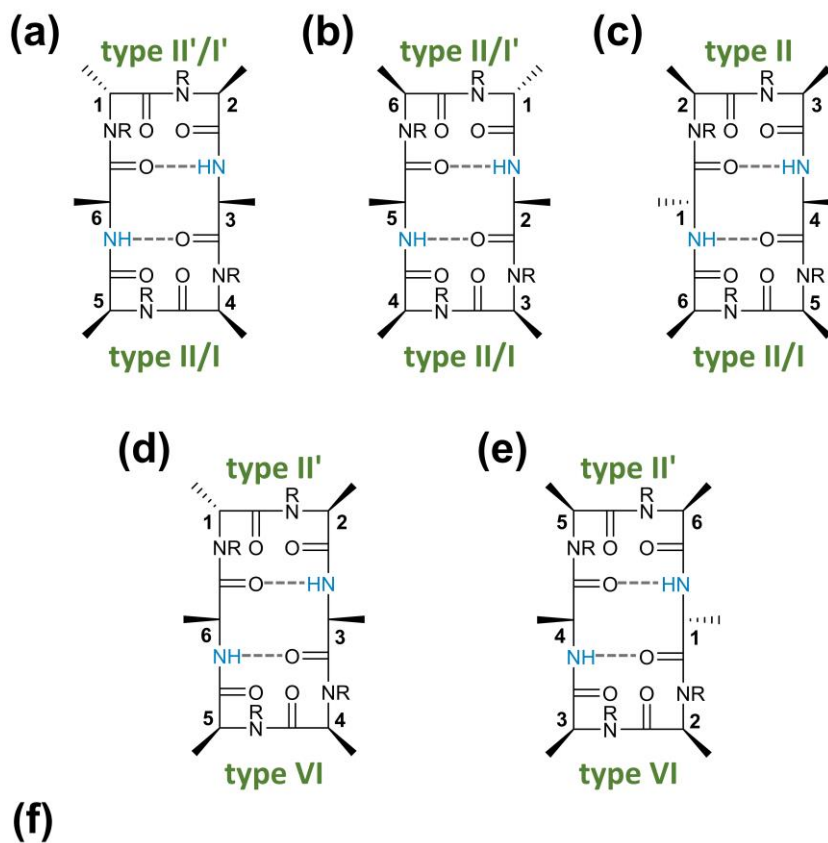 (a) (b) (c)
type II'/I' type II/I' type II
R R R
1 N 2 6 N 1 2 N 3
NR O O NR O O NR O O
O HN O HN O HN
6 3 5 2 1 4
NH O NH O NH O
O O NR O O NR O O NR
5 R 4 4 R 3 6 R 5
N N N
type II/I type II/I type II/I
(d) (e)
type II' type II'
R R
1 N 2 5 N 6
NR O O NR O O
O HN O HN
6 3 4 1
NH O NH O
O O NR O O NR
5 R 4 3 R 2
N N
type VI type VI
(f)